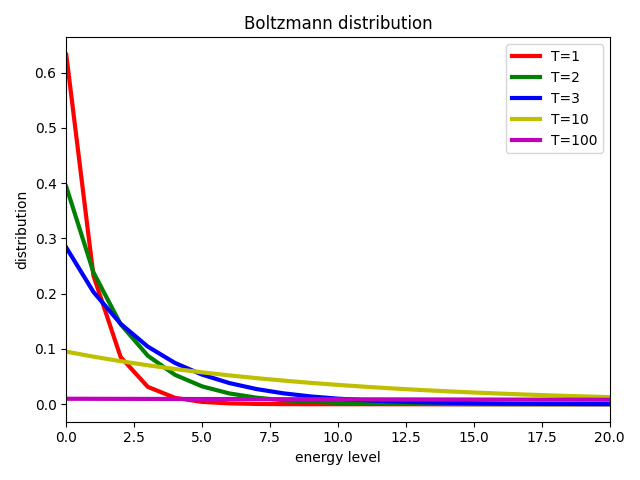 Boltzmann distribution
T=1
T=2
T=3
T=10
T=100
distribution
0.6
0.5
0.4
0.3
0.2
0.1
0.0
0.0 2.5 5.0 7.5 10.0 12.5 15.0 17.5 20.0
energy level